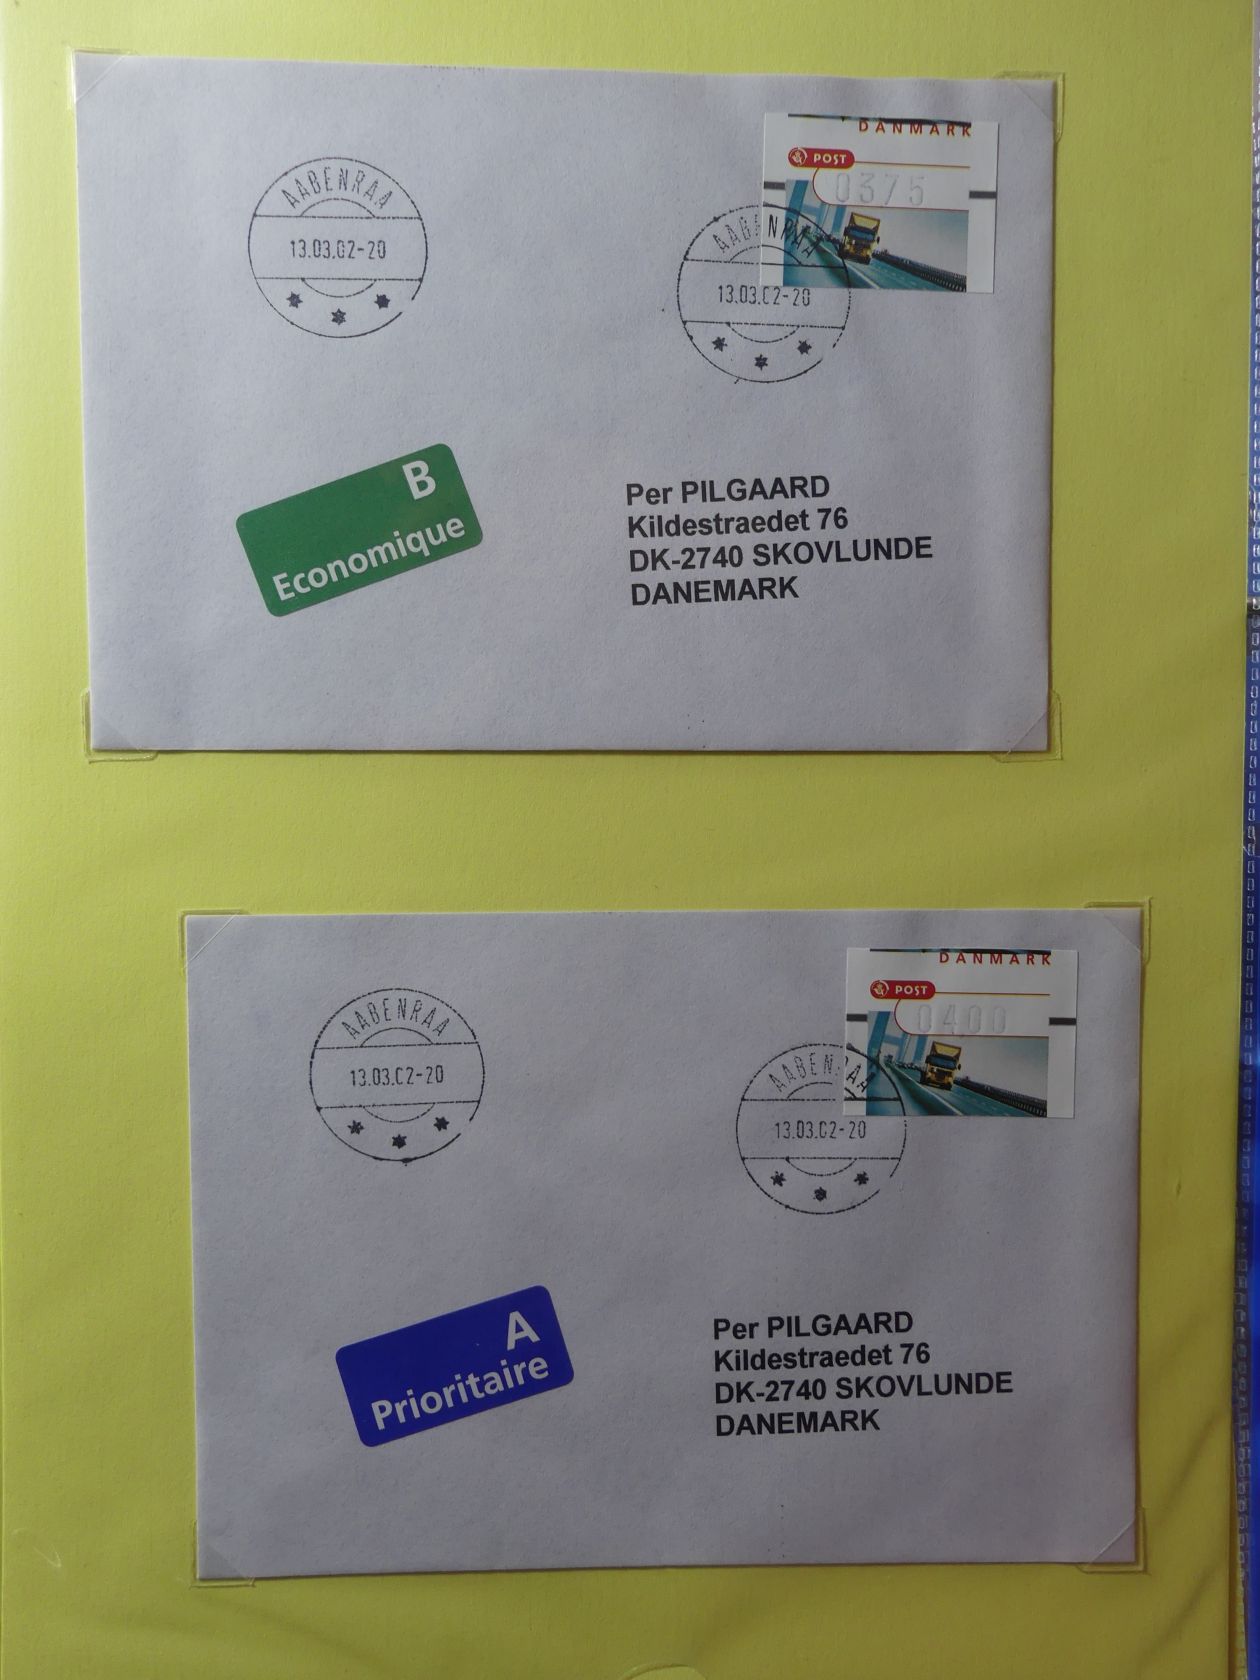 DANMARK
POST
0375
AABENRAA
13.03.02-20
AABENRAA
13.03.02-20
B
Economique
Per PILGAARD
Kildestraedet 76
DK-2740 SKOVLUNDE
DANEMARK
DANMARK
POST
0400
AABENRAA
13.03.02-20
AABENRAA
13.03.02-20
A
Prioritaire
Per PILGAARD
Kildestraedet 76
DK-2740 SKOVLUNDE
DANEMARK